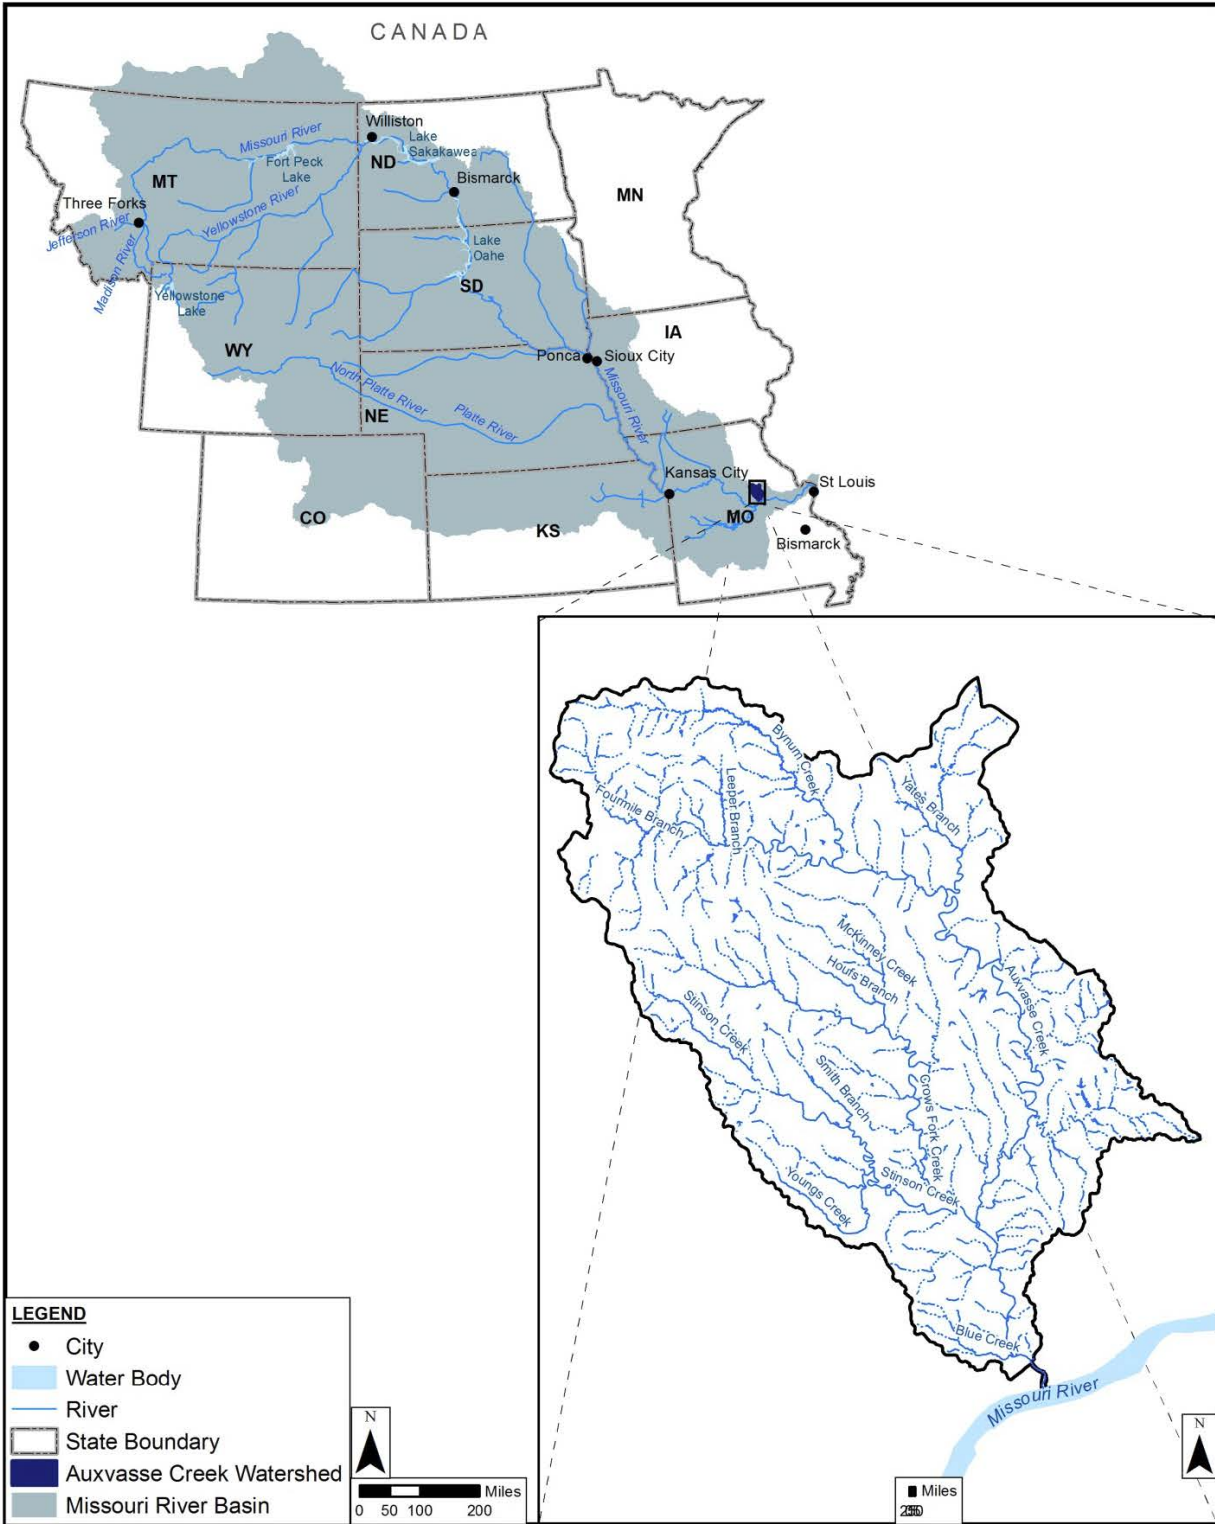 CANADA
Williston
Missouri River
Lake
Sakakawea
Fort Peck
Lake
ND
MT
Bismarck
MN
Three Forks
Yellowstone River
Jefferson River
Madison River
Lake
Oahe
SD
Yellowstone
Lake
IA
WY
Ponca
Sioux City
North Platte River
Missouri River
NE
Platte River
Kansas City
St Louis
CO
KS
MO
Bismarck
Bynum Creek
Leeper Branch
Yates Branch
Fourmile Branch
McKinney Creek
Houfs Branch
Auxvasse Creek
Stinson Creek
Smith Branch
Crows Fork Creek
Stinson Creek
Youngs Creek
Blue Creek
Missouri River
LEGEND
City
Water Body
River
State Boundary
Auxvasse Creek Watershed
Missouri River Basin
N
Miles
0 50 100 200
N
Miles